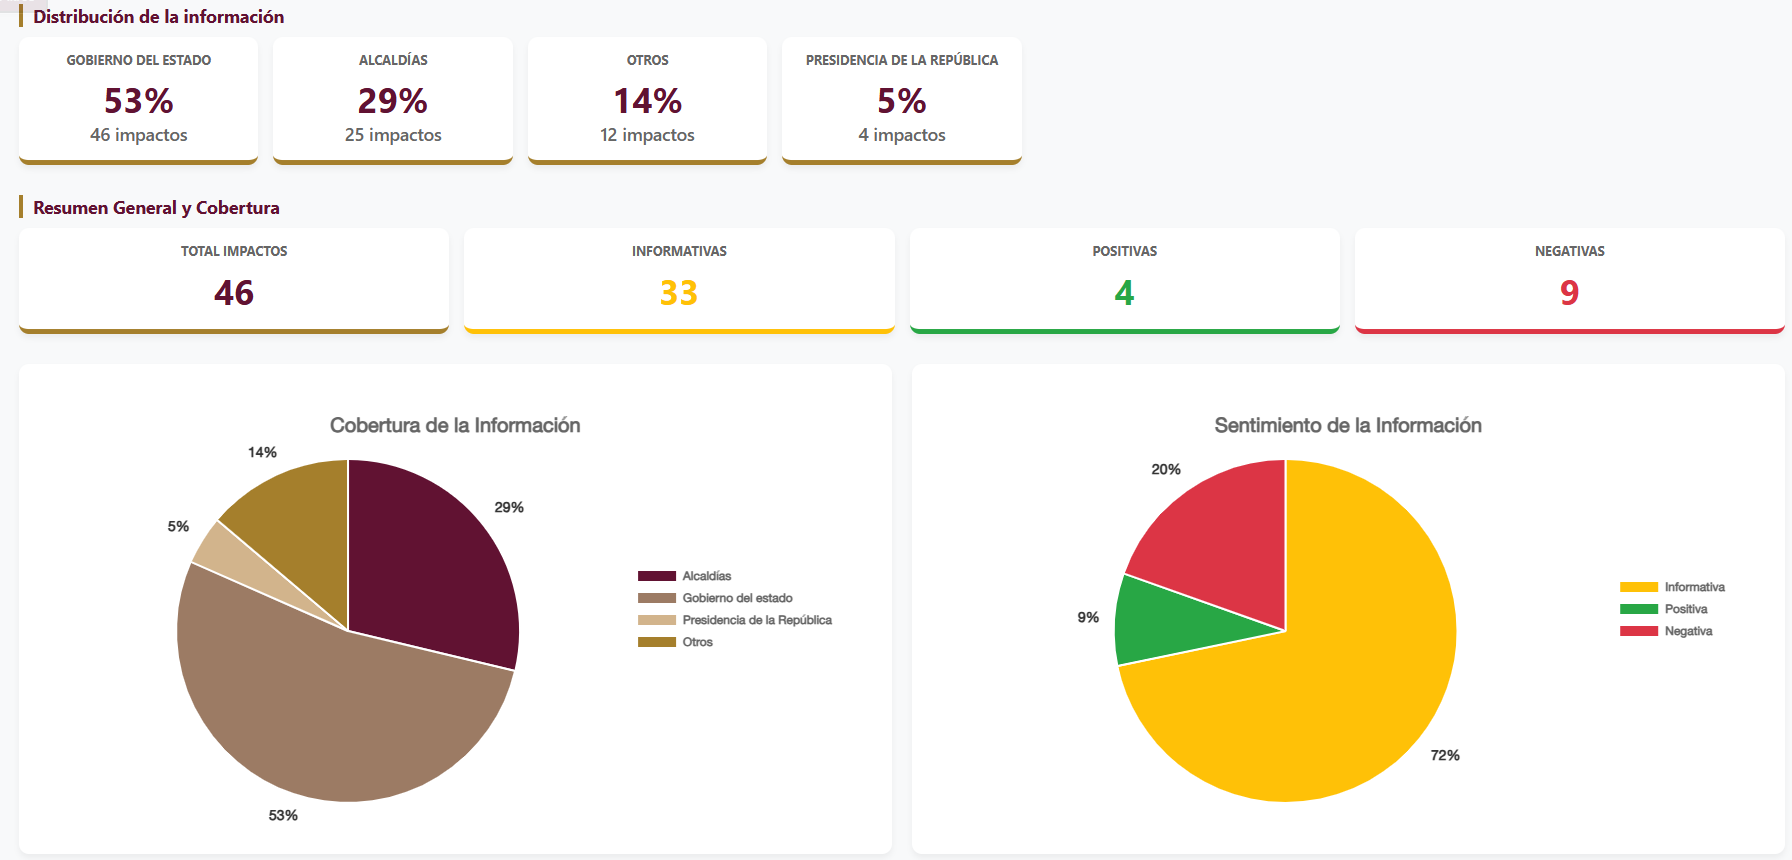 Distribución de la información
GOBIERNO DEL ESTADO
53%
46 impactos
ALCALDÍAS
29%
25 impactos
OTROS
14%
12 impactos
PRESIDENCIA DE LA REPÚBLICA
5%
4 impactos
Resumen General y Cobertura
TOTAL IMPACTOS
46
INFORMATIVAS
33
POSITIVAS
4
NEGATIVAS
9
Cobertura de la Información
14%
29%
5%
53%
Alcaldías
Gobierno del estado
Presidencia de la República
Otros
Sentimiento de la Información
20%
9%
72%
Informativa
Positiva
Negativa